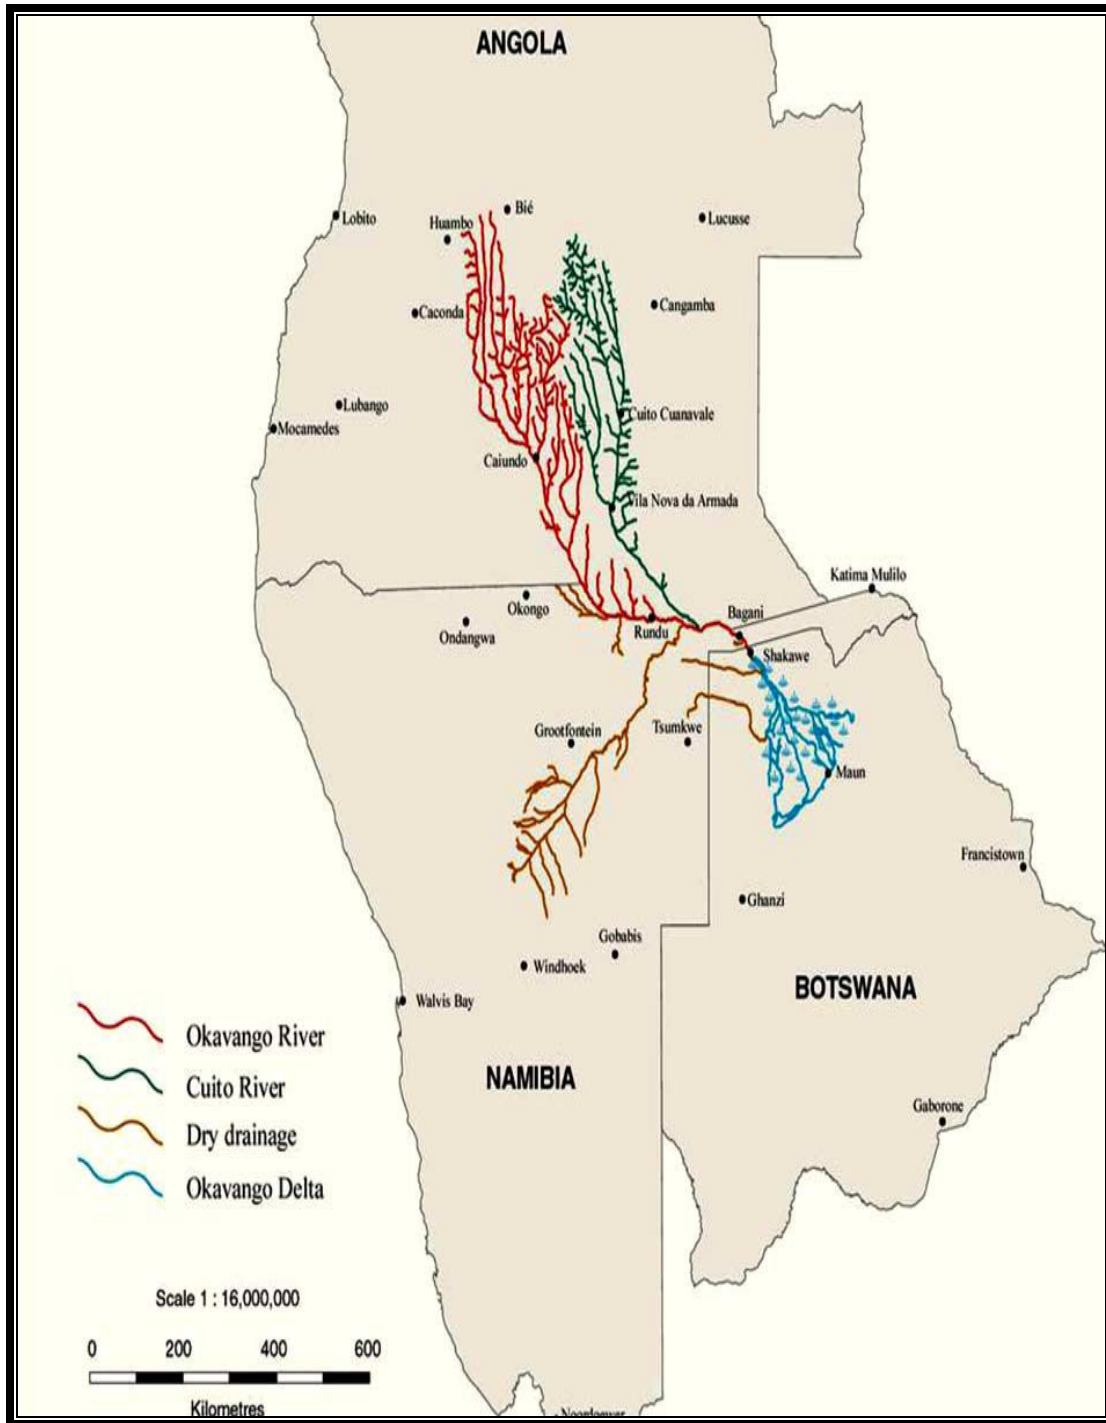 ANGOLA
Bié
Lobito
Huambo
Lucusse
Caconda
Cangamba
Lubango
Cuito Cuanavale
Mocamedes
Caiundo
Vila Nova da Armada
Katima Mulilo
Okongo
Bagani
Ondangwa
Rundu
Shakawe
Grootfontein
Tsumkwe
Maun
Francistown
Ghanzi
Gobabis
Windhoek
BOTSWANA
Walvis Bay
Okavango River
NAMIBIA
Cuito River
Gaborone
Dry drainage
Okavango Delta
Scale 1 : 16,000,000
0 200 400 600
Kilometres